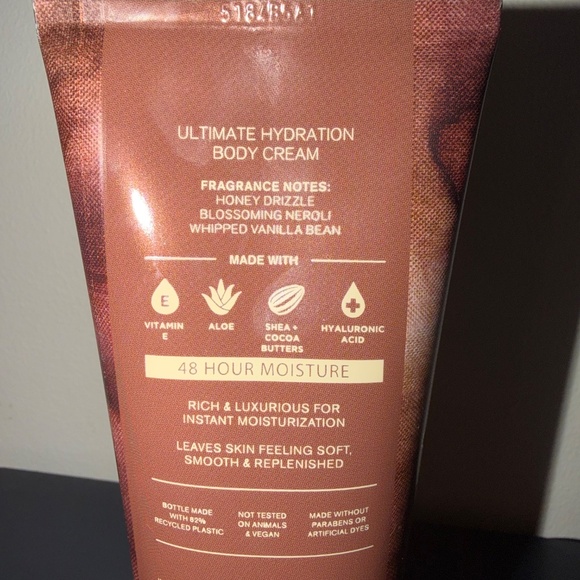 ULTIMATE HYDRATION
BODY CREAM
FRAGRANCE NOTES:
HONEY DRIZZLE
BLOSSOMING NEROLI
WHIPPED VANILLA BEAN
MADE WITH
E
VITAMIN
E
ALOE
SHEA +
COCOA
BUTTERS
HYALURONIC
ACID
48 HOUR MOISTURE
RICH & LUXURIOUS FOR
INSTANT MOISTURIZATION
LEAVES SKIN FEELING SOFT,
SMOOTH & REPLENISHED
BOTTLE MADE
WITH 82%
RECYCLED PLASTIC
NOT TESTED
ON ANIMALS
& VEGAN
MADE WITHOUT
PARABENS OR
ARTIFICIAL DYES